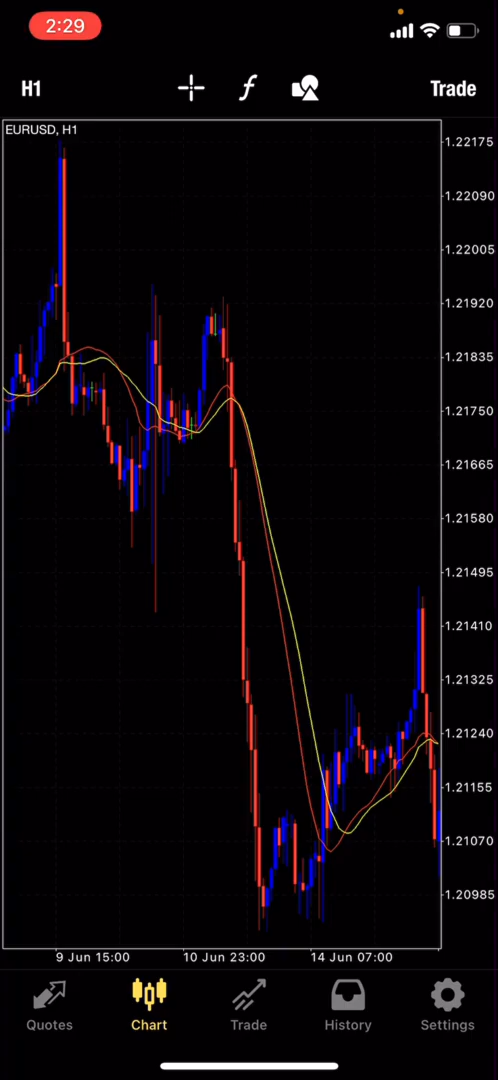 2:29
H1
f
Trade
EURUSD, H1
1.22175
1.22090
1.22005
1.21920
1.21835
1.21750
1.21665
1.21580
1.21495
1.21410
1.21325
1.21240
1.21155
1.21070
1.20985
9 Jun 15:00 10 Jun 23:00 14 Jun 07:00
Quotes Chart Trade History Settings